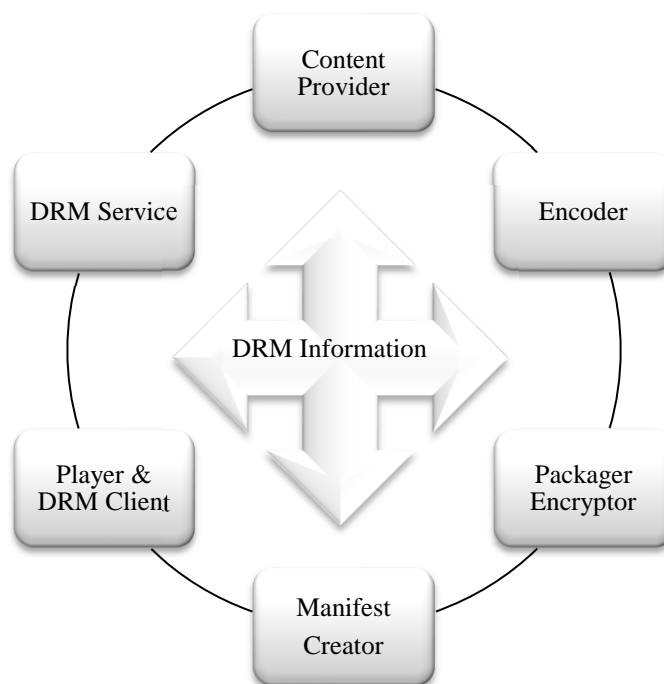 Content
Provider
DRM Service
Encoder
DRM Information
Player &
DRM Client
Packager
Encryptor
Manifest
Creator